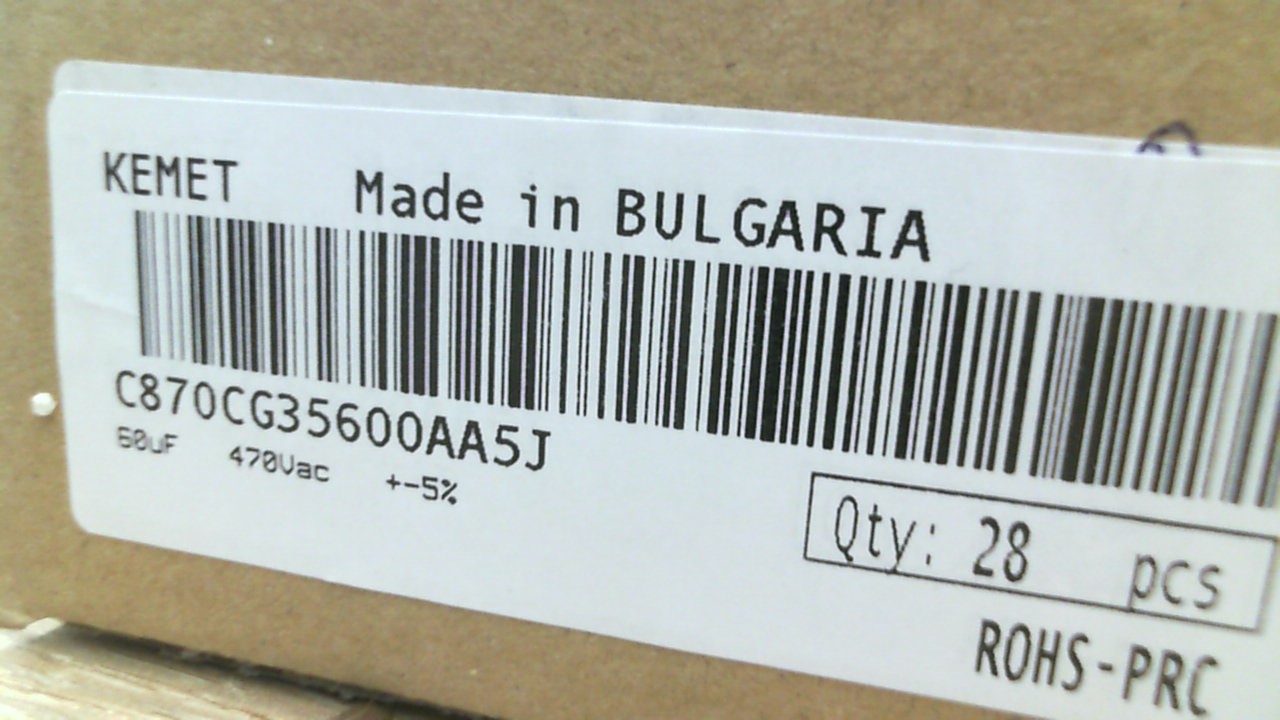 KEMET Made in BULGARIA
C870CG35600AA5J
60uF 470Vac +-5%
Qty: 28 pcs
ROHS-PRC